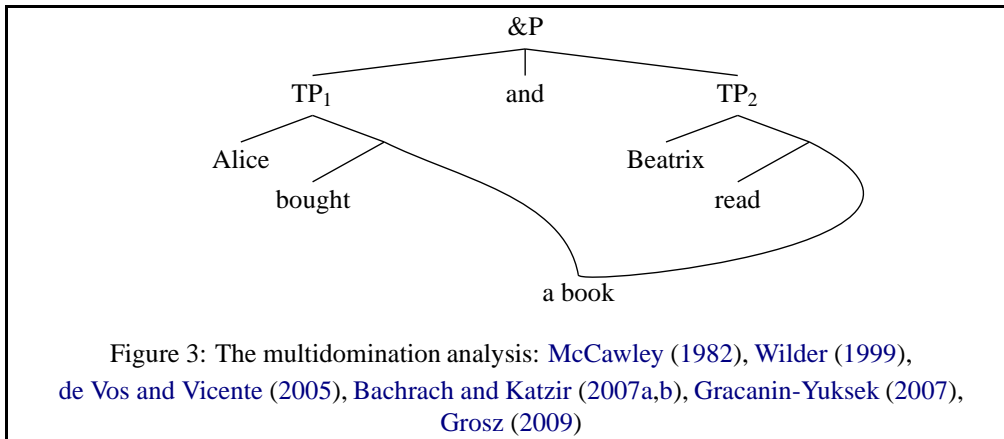 &P
TP₁ and TP₂
Alice Beatrix
bought read
a book
Figure 3: The multidomination analysis: McCawley (1982), Wilder (1999),
de Vos and Vicente (2005), Bachrach and Katzir (2007a,b), Gracanin-Yuksek (2007),
Grosz (2009)